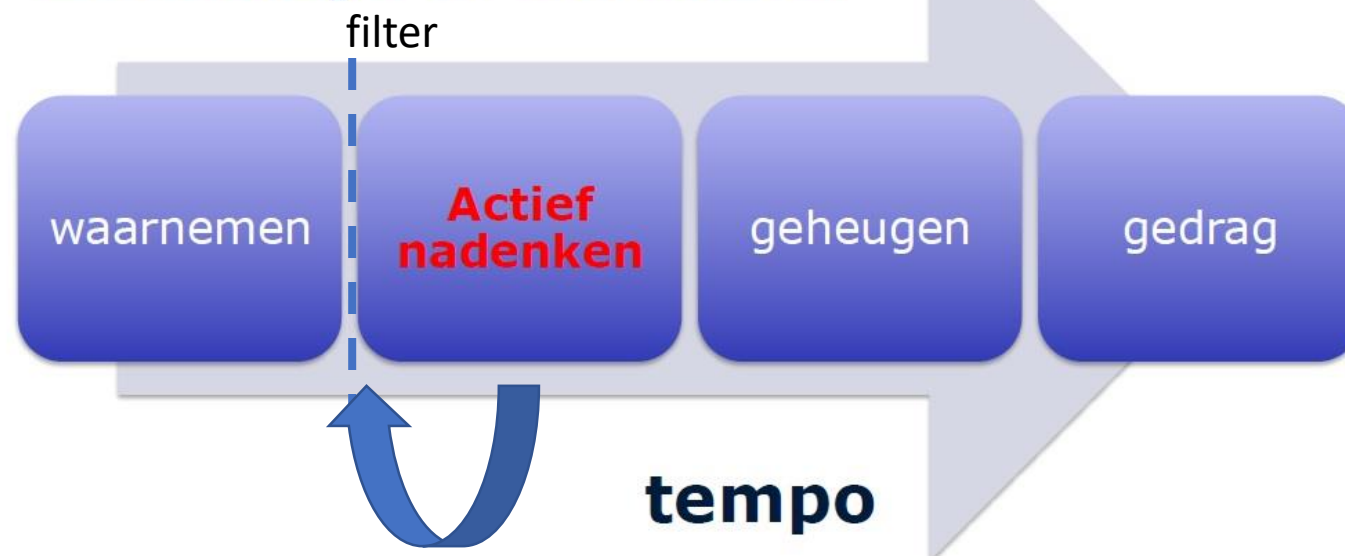 filter
waarnemen
Actief
nadenken
geheugen
gedrag
tempo